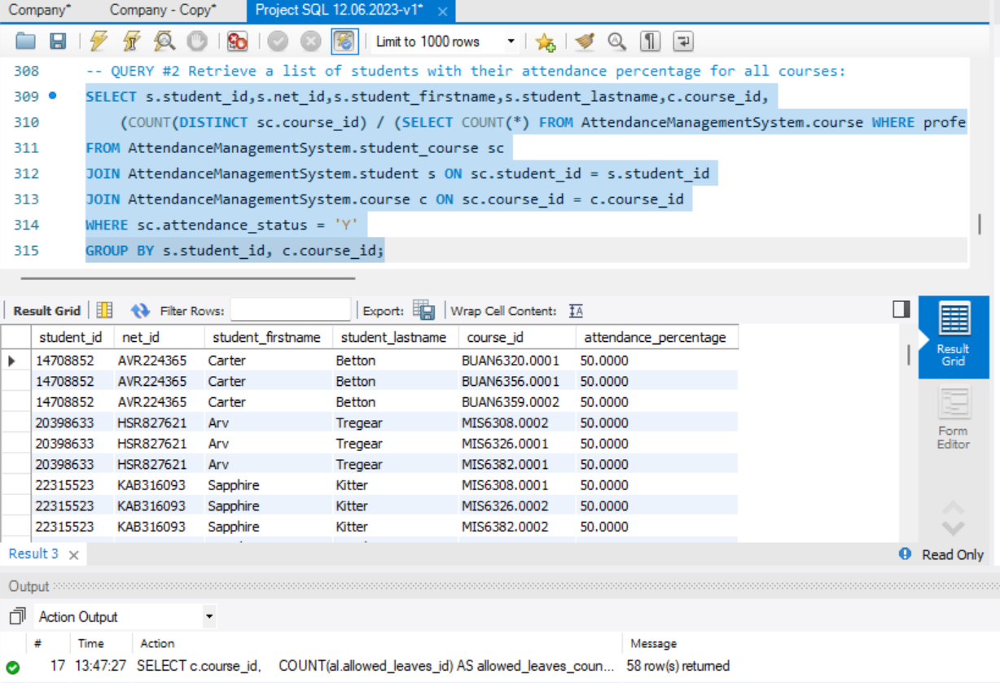 Company* Company - Copy* Project SQL 12.06.2023-v1*
Limit to 1000 rows
308 -- QUERY #2 Retrieve a list of students with their attendance percentage for all courses:
309 SELECT s.student_id,s.net_id,s.student_firstname,s.student_lastname,c.course_id,
310 (COUNT(DISTINCT sc.course_id) / (SELECT COUNT(*) FROM AttendanceManagementSystem.course WHERE profe
311 FROM AttendanceManagementSystem.student_course sc
312 JOIN AttendanceManagementSystem.student s ON sc.student_id = s.student_id
313 JOIN AttendanceManagementSystem.course c ON sc.course_id = c.course_id
314 WHERE sc.attendance_status = 'Y'
315 GROUP BY s.student_id, c.course_id;
Result Grid Filter Rows: Export: Wrap Cell Content:
student_id net_id student_firstname student_lastname course_id attendance_percentage
14708852 AVR224365 Carter Betton BUAN6320.0001 50.0000
14708852 AVR224365 Carter Betton BUAN6356.0001 50.0000
14708852 AVR224365 Carter Betton BUAN6359.0002 50.0000
20398633 HSR827621 Arv Tregear MIS6308.0002 50.0000
20398633 HSR827621 Arv Tregear MIS6326.0001 50.0000
20398633 HSR827621 Arv Tregear MIS6382.0001 50.0000
22315523 KAB316093 Sapphire Kitter MIS6308.0001 50.0000
22315523 KAB316093 Sapphire Kitter MIS6326.0002 50.0000
22315523 KAB316093 Sapphire Kitter MIS6382.0002 50.0000
Result
Grid
Form
Editor
Result 3 Read Only
Output
Action Output
# Time Action Message
17 13:47:27 SELECT c.course_id, COUNT(al.allowed_leaves_id) AS allowed_leaves_coun... 58 row(s) returned